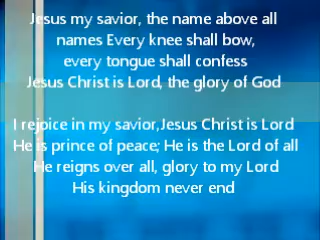 Jesus my savior, the name above all
names Every knee shall bow,
every tongue shall confess
Jesus Christ is Lord, the glory of God
I rejoice in my savior,Jesus Christ is Lord
He is prince of peace; He is the Lord of all
He reigns over all, glory to my Lord
His kingdom never end